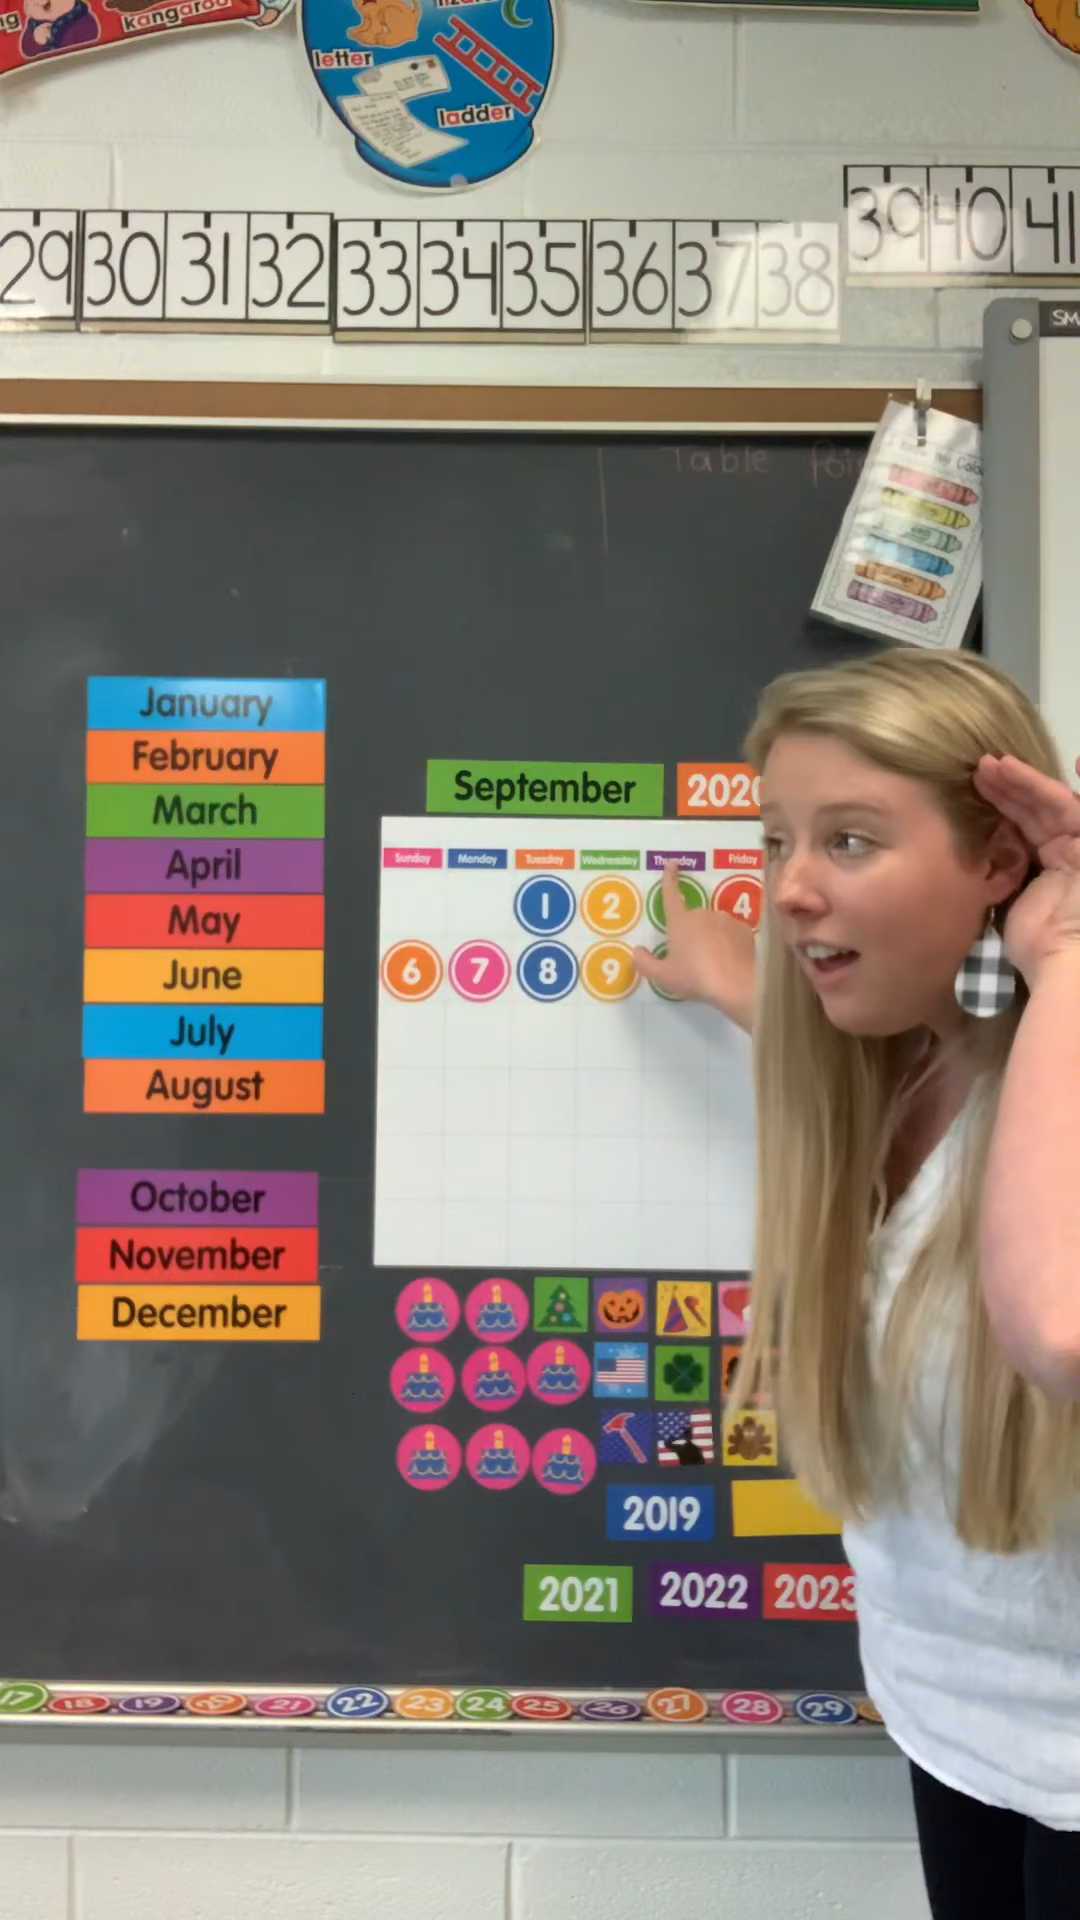 kangaroo
letter
ladder
29 30 31 32 33 34 35 36 37 38 39 40 41
SM
Table
January
February
March
April
May
June
July
August
October
November
December
September 2020
Sunday Monday Tuesday Wednesday Thursday Friday
1 2 4
6 7 8 9
2019
2021 2022 2023
17 18 19 20 21 22 23 24 25 26 27 28 29